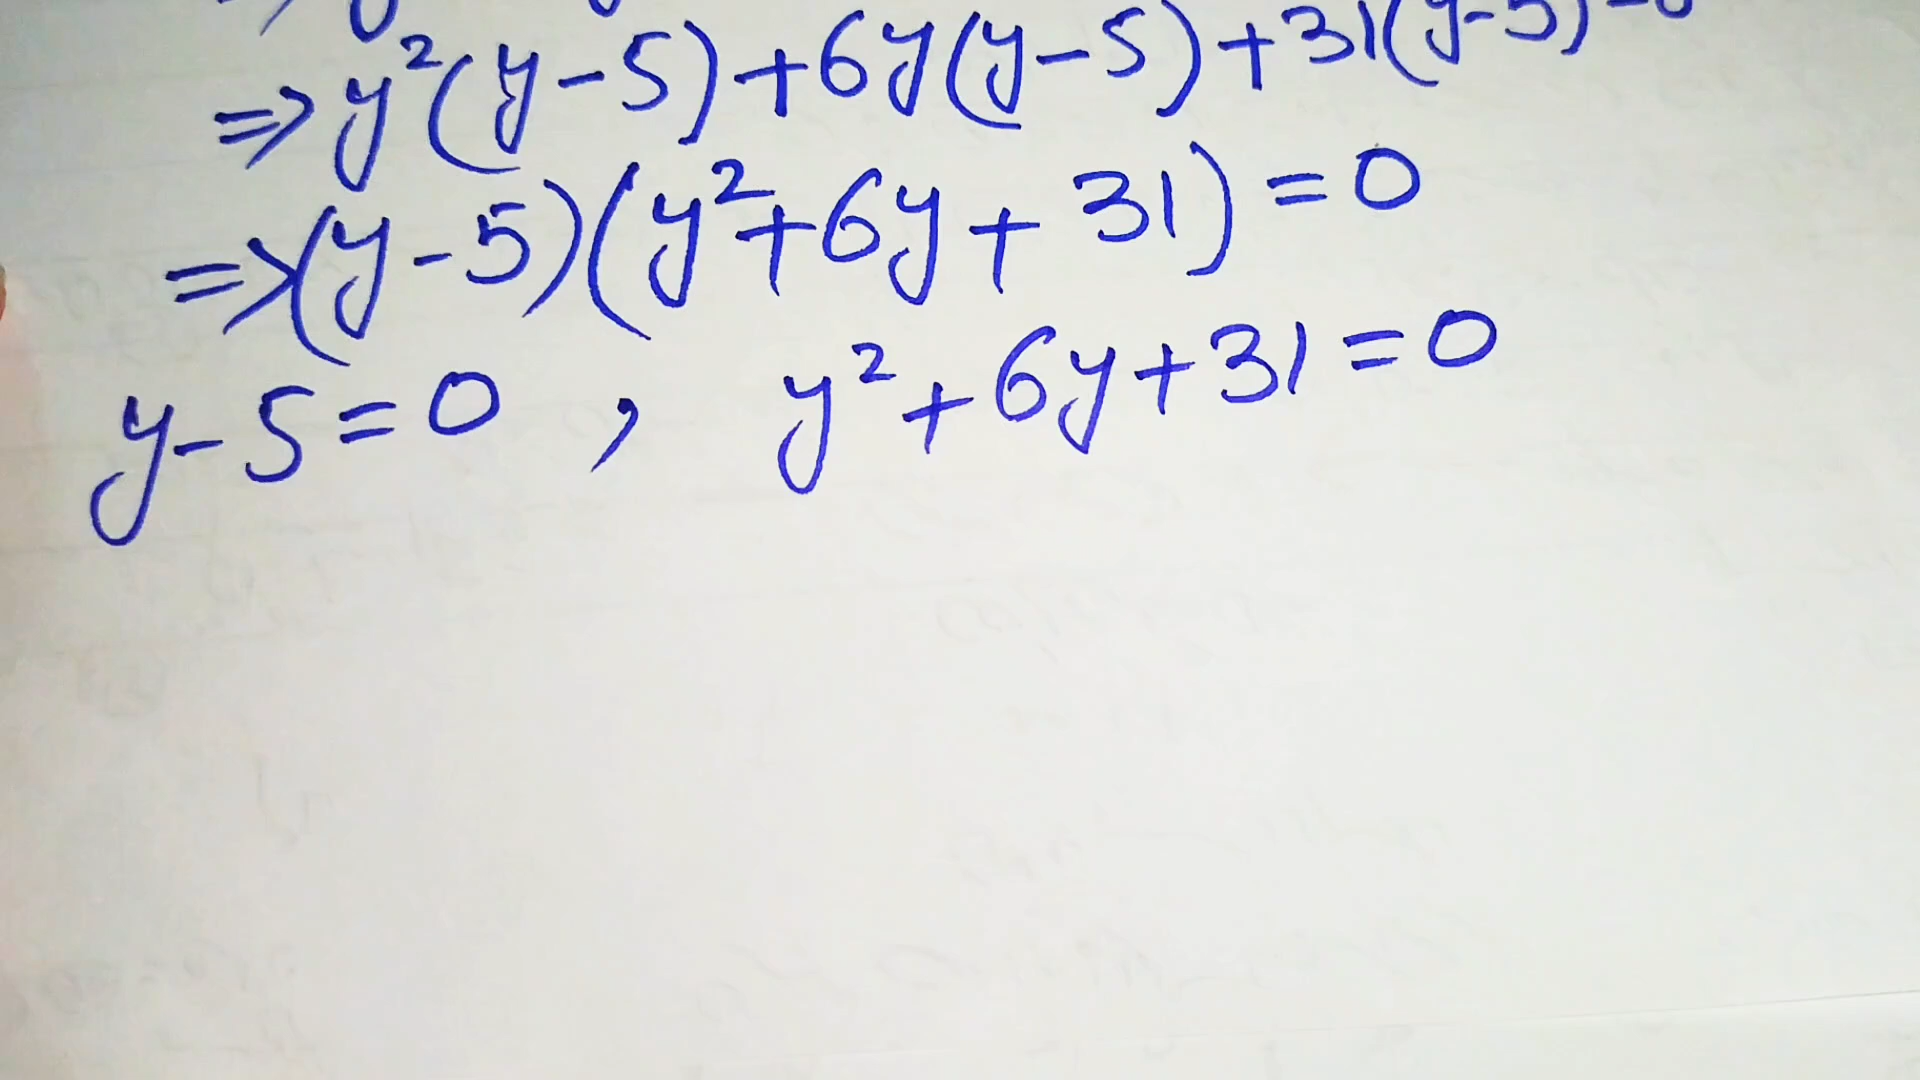 ⇒y²(y-5)+6y(y-5)+31(y-5)=0
⇒(y-5)(y²+6y+31)=0
y-5=0 , y²+6y+31=0